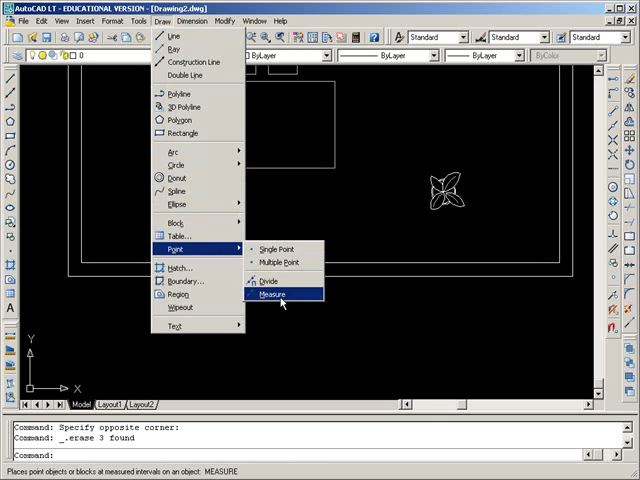 AutoCAD LT - EDUCATIONAL VERSION - [Drawing2.dwg]
File Edit View Insert Format Tools Draw Dimension Modify Window Help
Standard Standard Standard
0 ByLayer ByLayer ByLayer ByColor
Line
Ray
Construction Line
Double Line
Polyline
3D Polyline
Polygon
Rectangle
Arc
Circle
Donut
Spline
Ellipse
Block
Table...
Point
Hatch...
Boundary...
Region
Wipeout
Text
Single Point
Multiple Point
Divide
Measure
A
Y
X
Model Layout1 Layout2
Command: Specify opposite corner:
Command: _.erase 3 found
Command:
Places point objects or blocks at measured intervals on an object: MEASURE